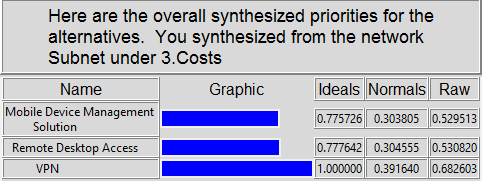 Here are the overall synthesized priorities for the
alternatives. You synthesized from the network
Subnet under 3.Costs
Name Graphic Ideals Normals Raw
Mobile Device Management
Solution 0.775726 0.303805 0.529513
Remote Desktop Access 0.777642 0.304555 0.530820
VPN 1.000000 0.391640 0.682603